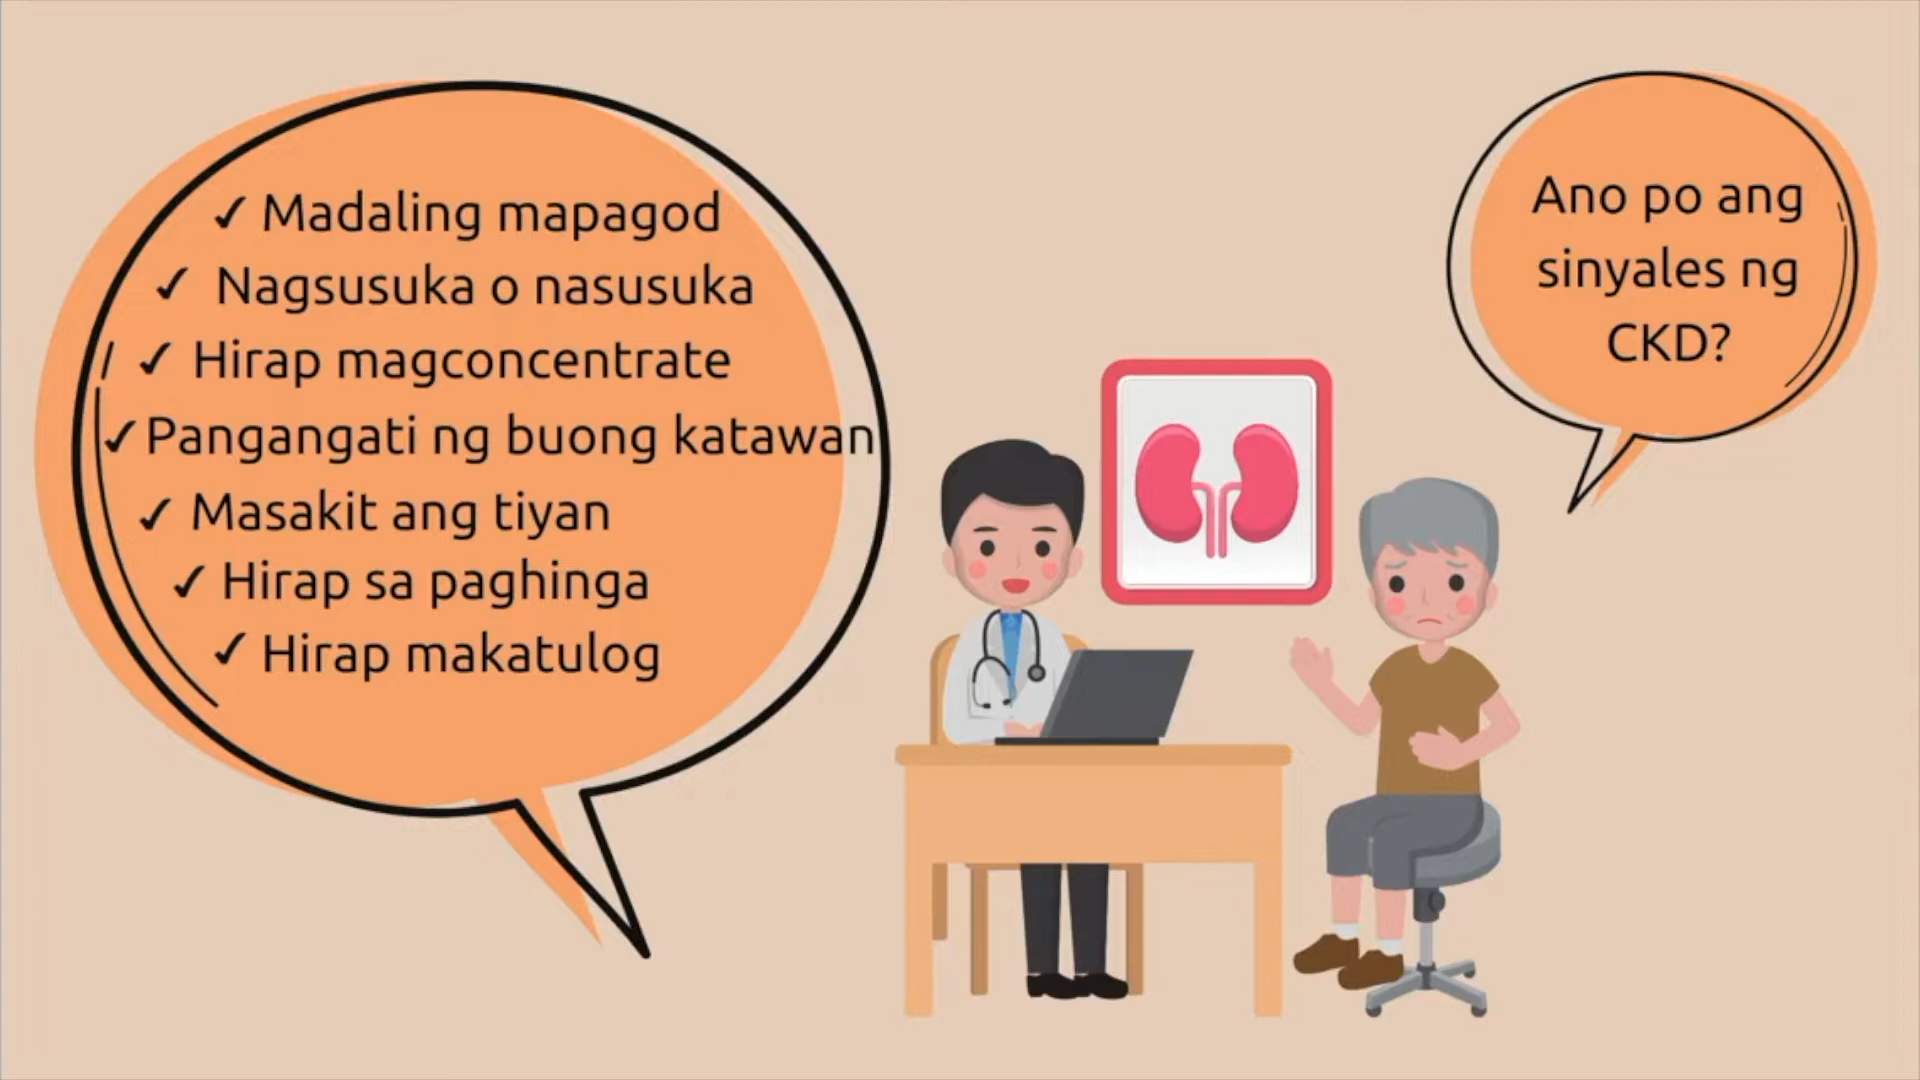 Ano po ang
sinyales ng
CKD?
✓ Madaling mapagod
✓ Nagsusuka o nasusuka
✓ Hirap magconcentrate
✓ Pangangati ng buong katawan
✓ Masakit ang tiyan
✓ Hirap sa paghinga
✓ Hirap makatulog